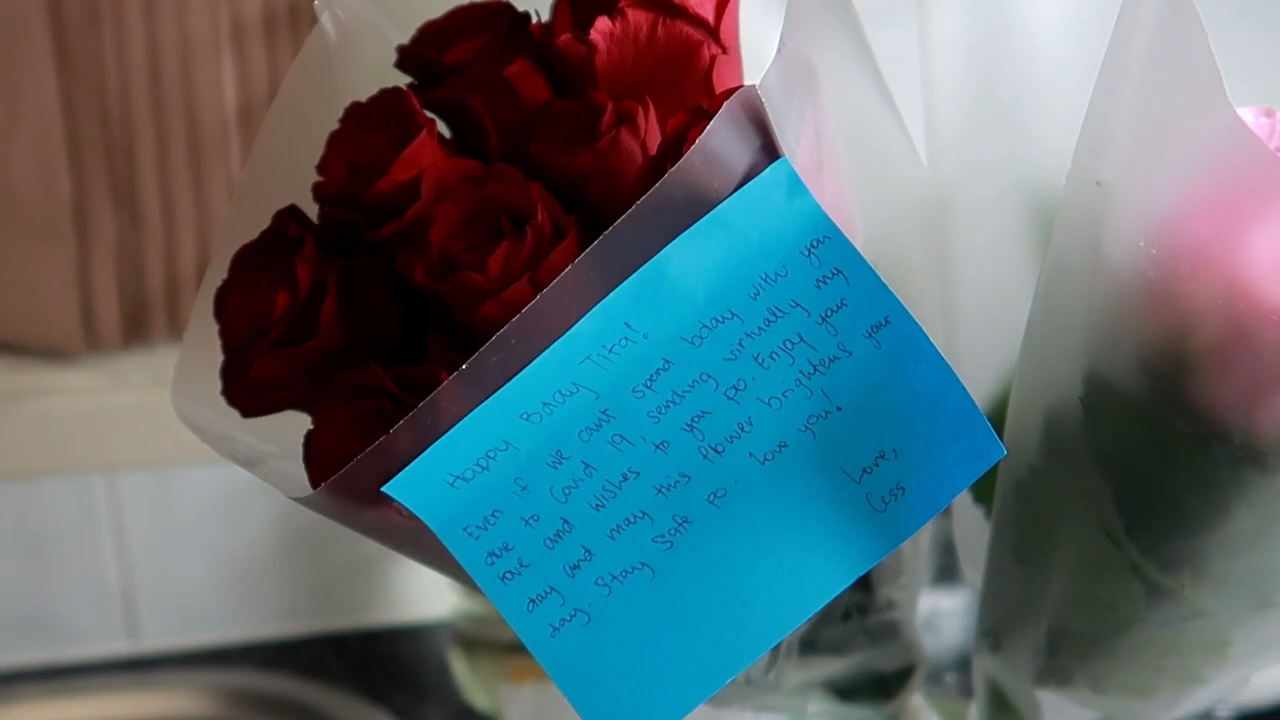 Happy Bday Tita!
Even if we cant spend bday with you
due to Covid 19, sending virtually my
love and wishes to you po. Enjoy your
day and may this flower brightens your
day. Stay Safe po. Love you!
Love,
Cess